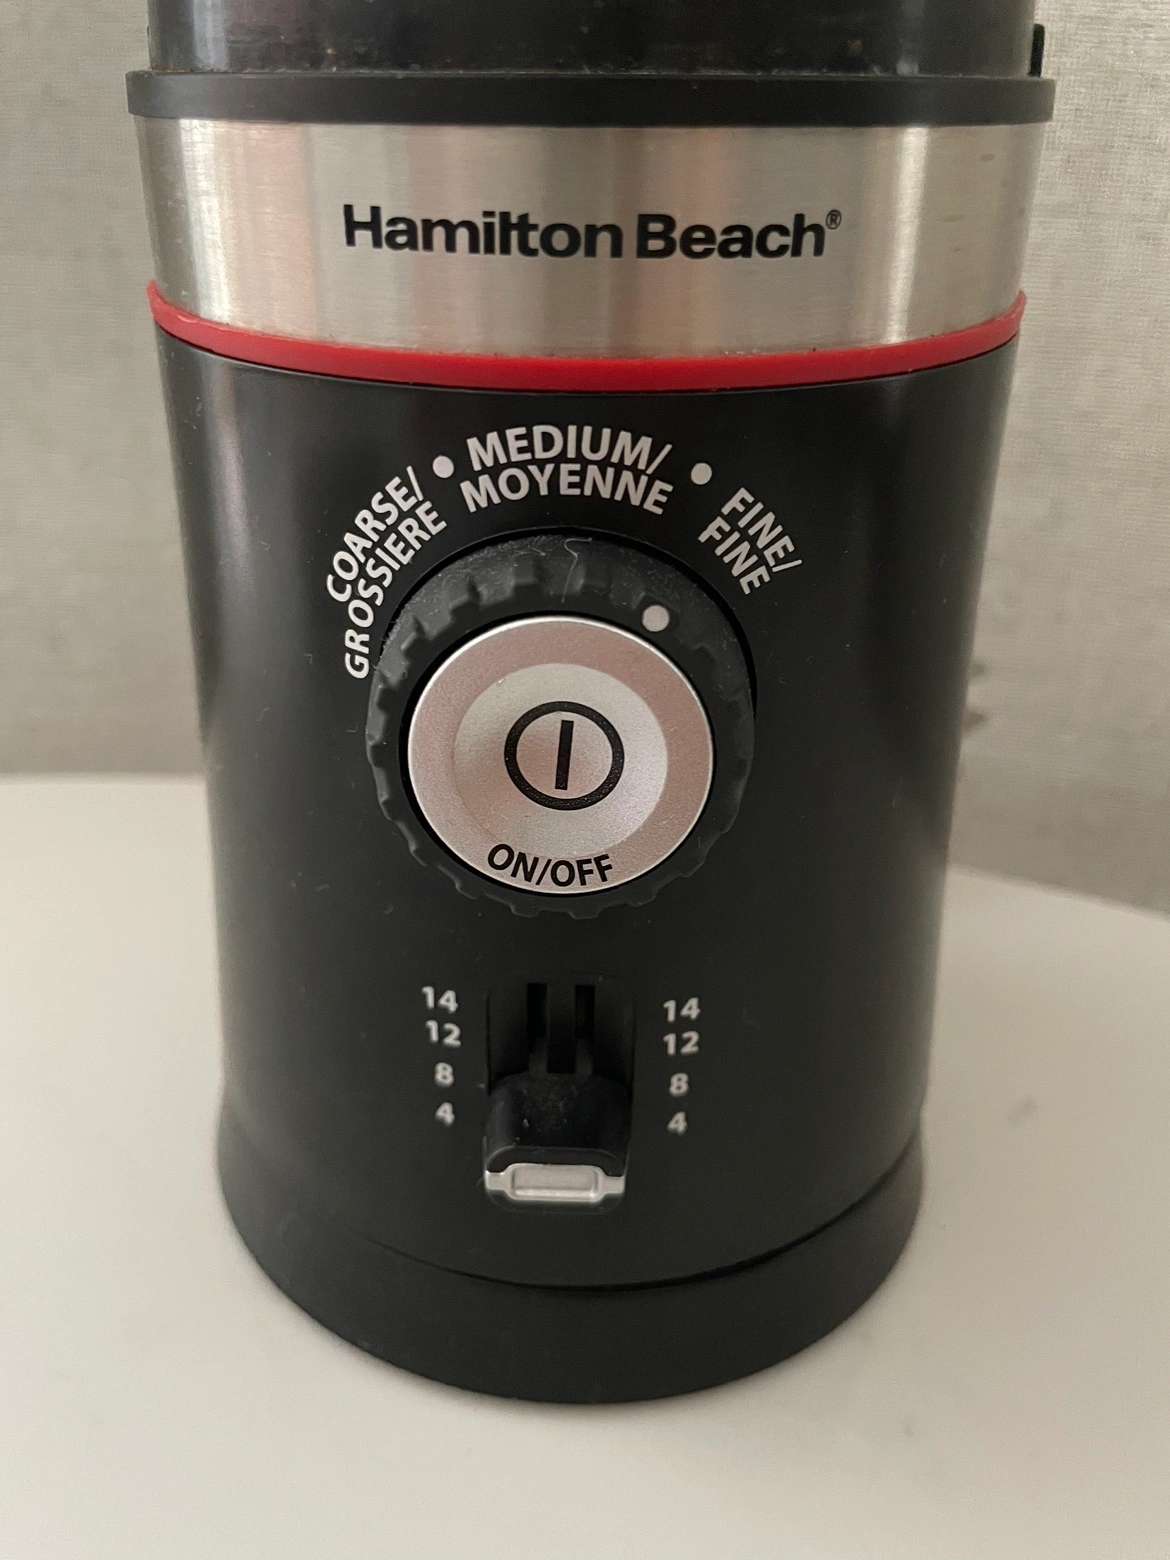 Hamilton Beach®
COARSE/
GROSSIERE
MEDIUM/
MOYENNE
FINE/
FINE
ON/OFF
14 14
12 12
8 8
4 4